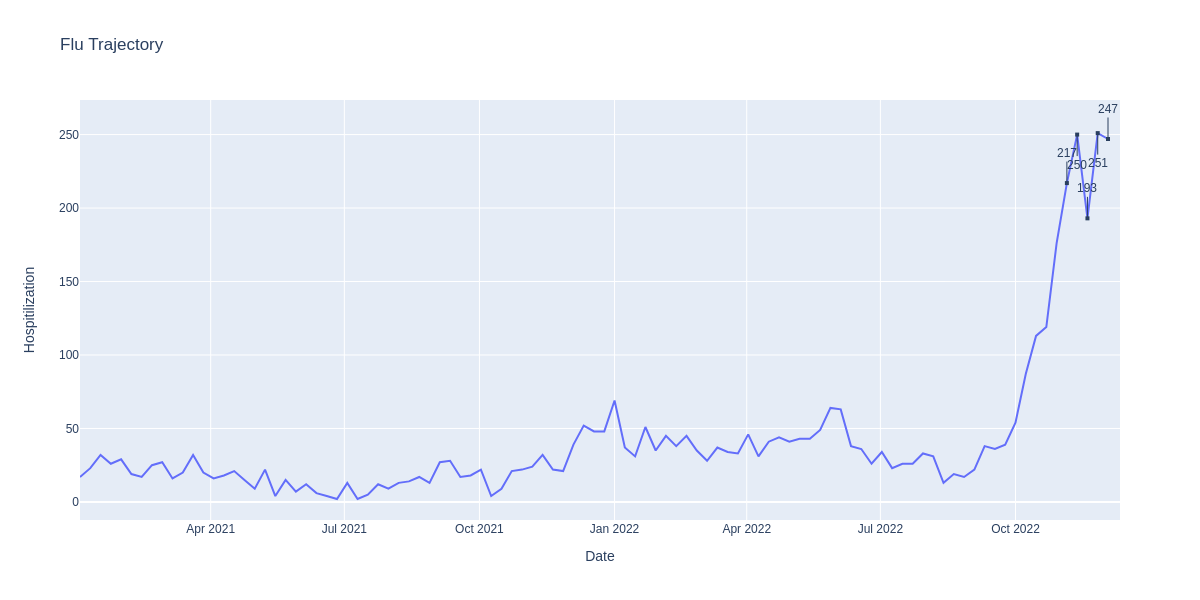 Flu Trajectory
247
250
217
250
251
193
200
Hospitilization
150
100
50
0
Apr 2021
Jul 2021
Oct 2021
Jan 2022
Apr 2022
Jul 2022
Oct 2022
Date